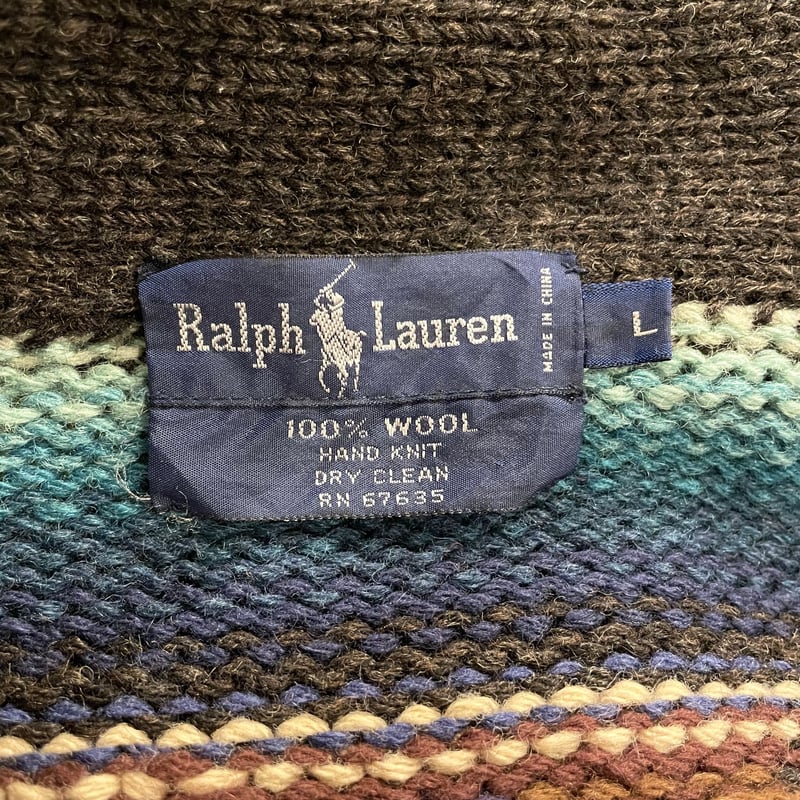 Ralph Lauren
MADE IN CHINA
L
100% WOOL
HAND KNIT
DRY CLEAN
RN 67635